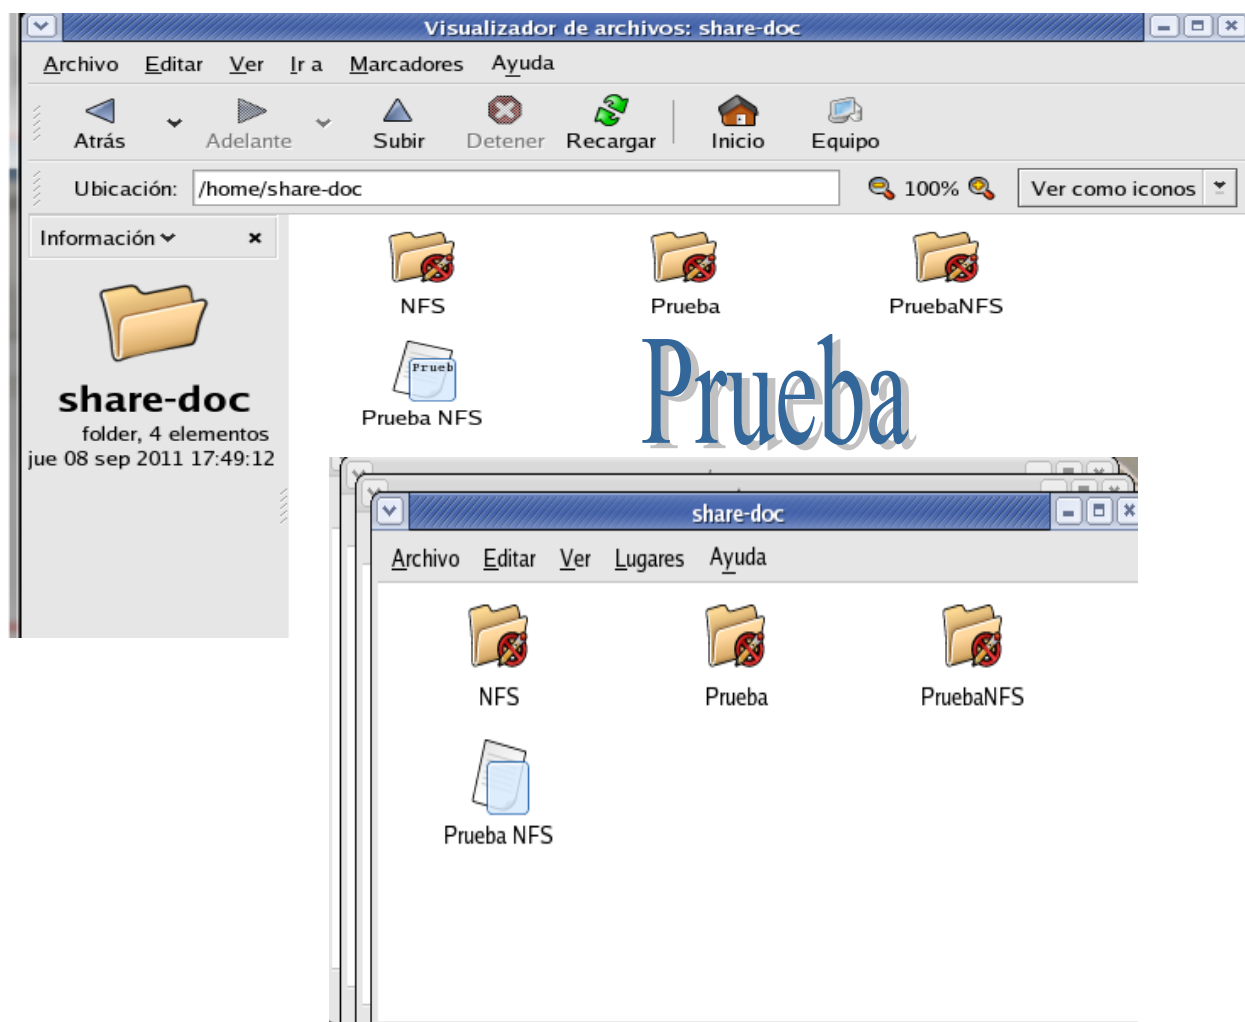 Visualizador de archivos: share-doc
Archivo Editar Ver Ir a Marcadores Ayuda
Atrás Adelante Subir Detener Recargar Inicio Equipo
Ubicación: /home/share-doc 100% Ver como iconos
Información
NFS Prueba PruebaNFS
Prueb
Prueba NFS
share-doc
folder, 4 elementos
jue 08 sep 2011 17:49:12
Prueba
share-doc
Archivo Editar Ver Lugares Ayuda
NFS Prueba PruebaNFS
Prueba NFS